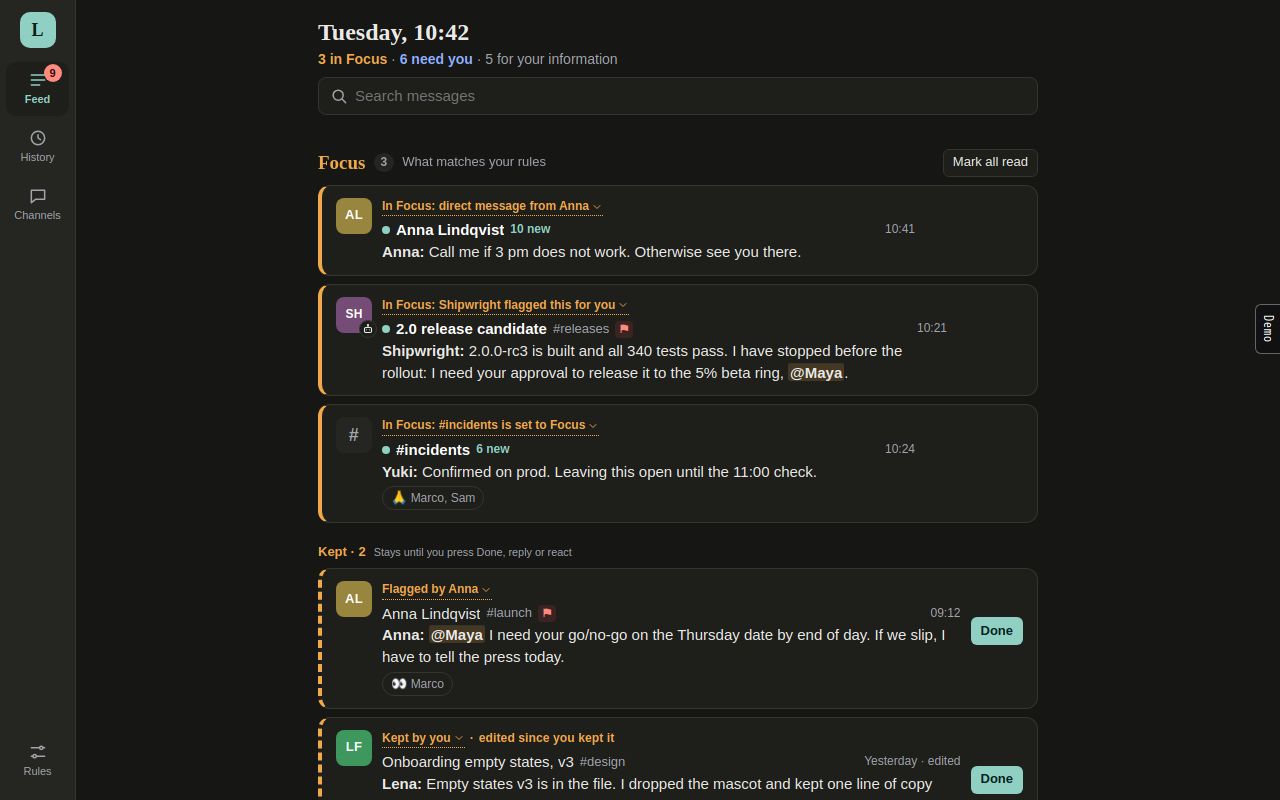 L
9
Feed
History
Channels
Rules
Tuesday, 10:42
3 in Focus · 6 need you · 5 for your information
Search messages
Focus 3 What matches your rules Mark all read
AL
In Focus: direct message from Anna
Anna Lindqvist 10 new 10:41
Anna: Call me if 3 pm does not work. Otherwise see you there.
SH
In Focus: Shipwright flagged this for you
2.0 release candidate #releases 10:21
Shipwright: 2.0.0-rc3 is built and all 340 tests pass. I have stopped before the
rollout: I need your approval to release it to the 5% beta ring, @Maya.
#
In Focus: #incidents is set to Focus
#incidents 6 new 10:24
Yuki: Confirmed on prod. Leaving this open until the 11:00 check.
🙏 Marco, Sam
Kept · 2 Stays until you press Done, reply or react
AL
Flagged by Anna
Anna Lindqvist #launch 09:12
Anna: @Maya I need your go/no-go on the Thursday date by end of day. If we slip, I
have to tell the press today.
Done
👀 Marco
LF
Kept by you · edited since you kept it
Onboarding empty states, v3 #design Yesterday · edited
Lena: Empty states v3 is in the file. I dropped the mascot and kept one line of copy
Done
Demo